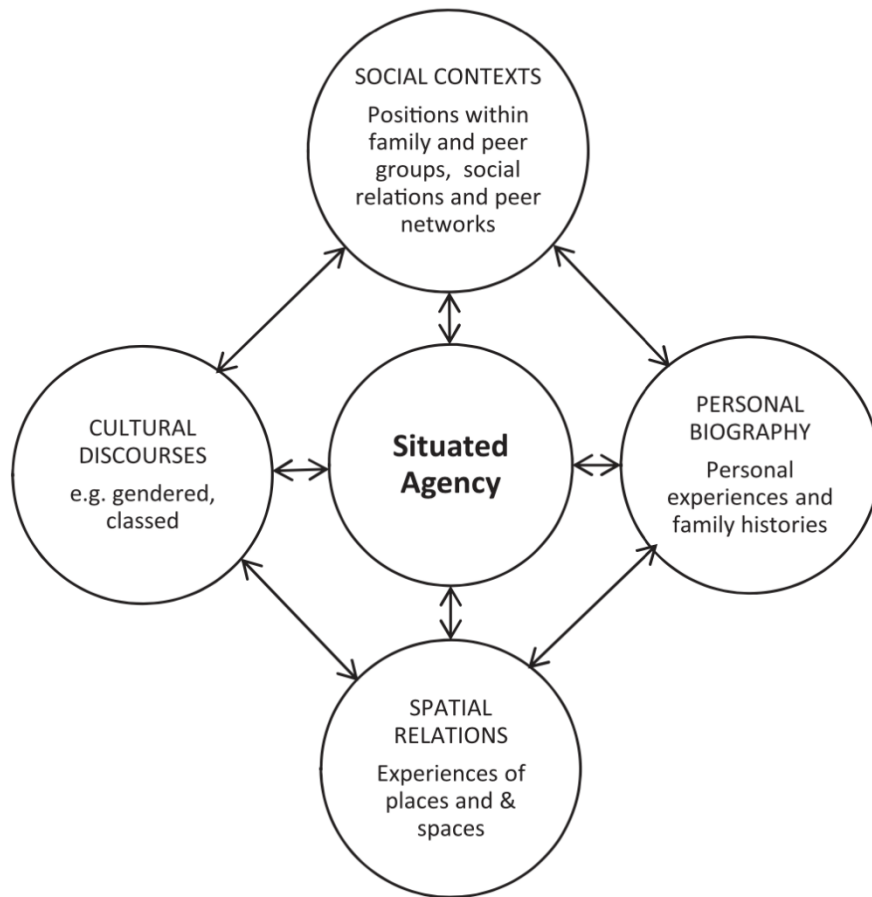 SOCIAL CONTEXTS
Positions within
family and peer
groups, social
relations and peer
networks
CULTURAL
DISCOURSES
e.g. gendered,
classed
Situated
Agency
PERSONAL
BIOGRAPHY
Personal
experiences and
family histories
SPATIAL
RELATIONS
Experiences of
places and &
spaces